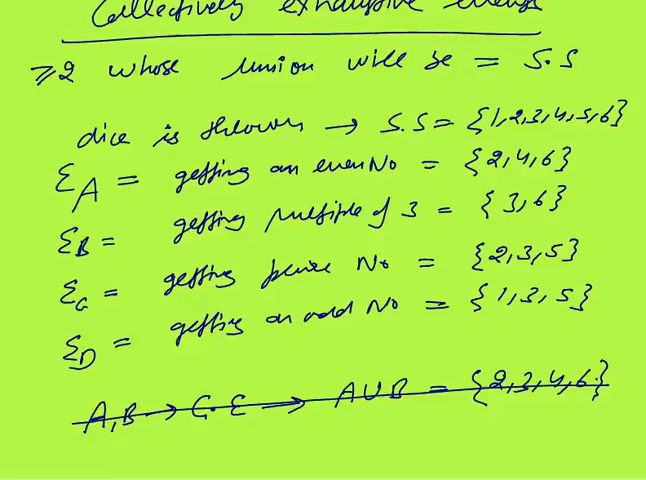 Collectively exhaustive events
≥2 whose union will be = S.S
dice is thrown → S.S = {1,2,3,4,5,6}
E_A = getting an even No = {2,4,6}
E_B = getting multiple of 3 = {3,6}
E_C = getting prime No = {2,3,5}
E_D = getting an odd No = {1,3,5}
A,B → C.E → A∪B = {2,3,4,6}